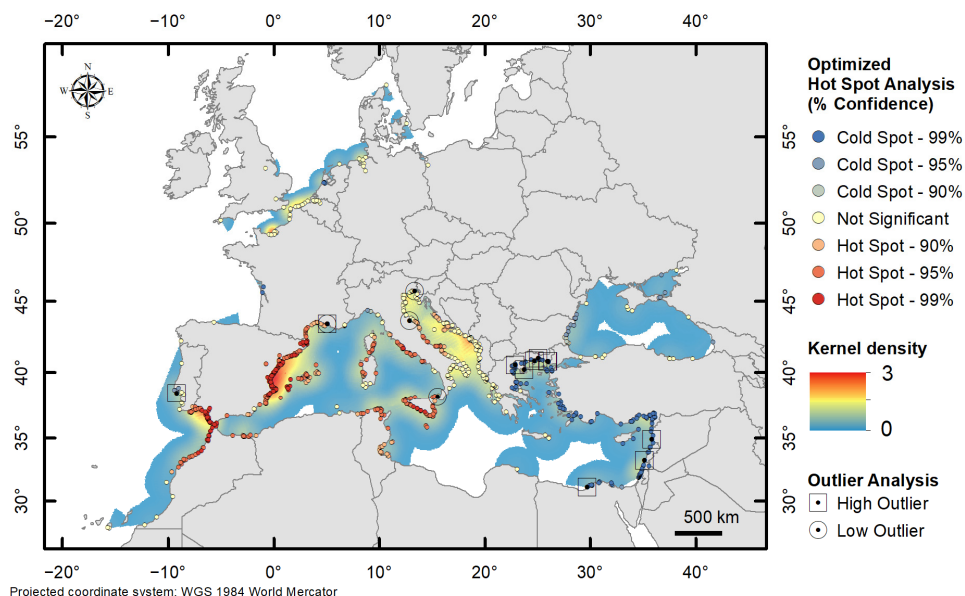 −20° −10° 0° 10° 20° 30° 40°
N
W E
S
55°
50°
45°
40°
35°
30°
55°
50°
45°
40°
35°
30°
500 km
−20° −10° 0° 10° 20° 30° 40°
Projected coordinate system: WGS 1984 World Mercator
Optimized
Hot Spot Analysis
(% Confidence)
Cold Spot - 99%
Cold Spot - 95%
Cold Spot - 90%
Not Significant
Hot Spot - 90%
Hot Spot - 95%
Hot Spot - 99%
Kernel density
3
0
Outlier Analysis
High Outlier
Low Outlier